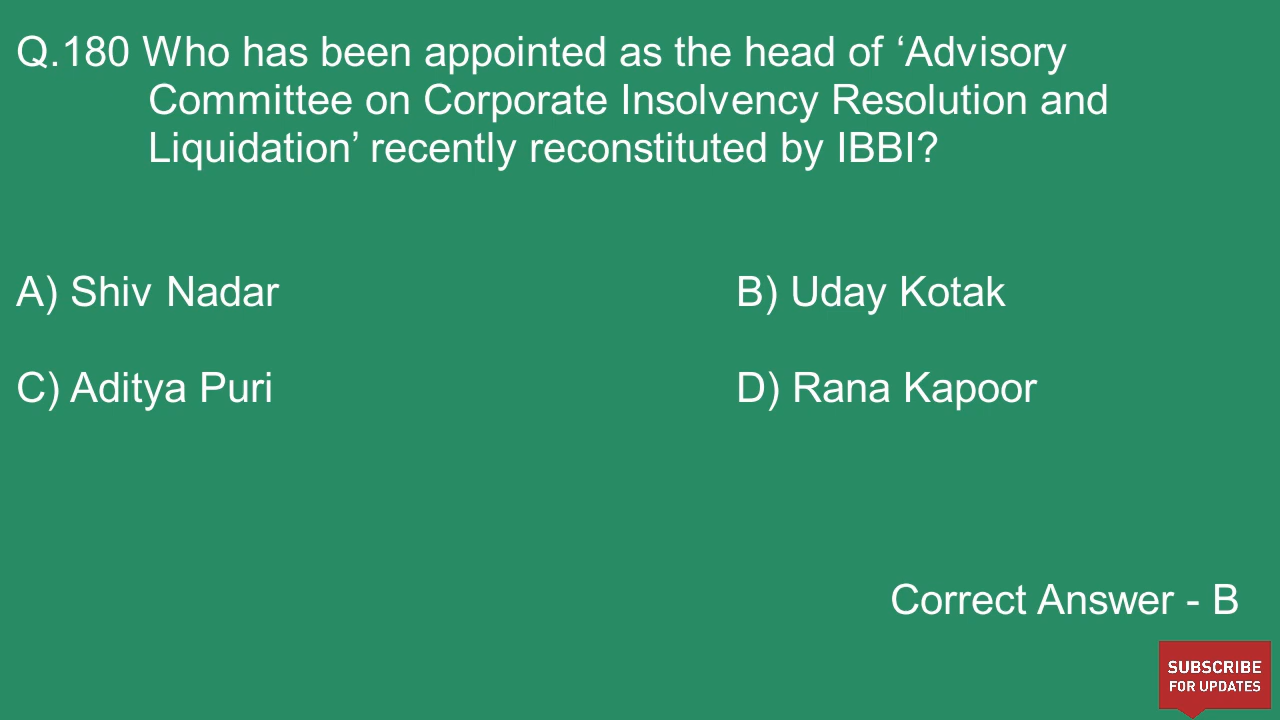 Q.180 Who has been appointed as the head of ‘Advisory
Committee on Corporate Insolvency Resolution and
Liquidation’ recently reconstituted by IBBI?
A) Shiv Nadar
B) Uday Kotak
C) Aditya Puri
D) Rana Kapoor
Correct Answer - B
SUBSCRIBE
FOR UPDATES